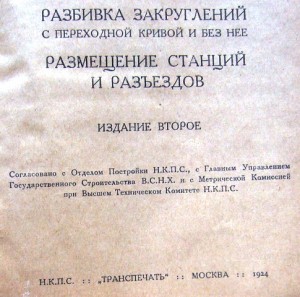 РАЗБИВКА ЗАКРУГЛЕНИЙ
С ПЕРЕХОДНОЙ КРИВОЙ И БЕЗ НЕЕ
РАЗМЕЩЕНИЕ СТАНЦИЙ
И РАЗЪЕЗДОВ
ИЗДАНИЕ ВТОРОЕ
Согласовано с Отделом Постройки Н.К.П.С., с Главным Управлением
Государственного Строительства В.С.Н.Х. и с Метрической Комиссией
при Высшем Техническом Комитете Н.К.П.С.
Н.К.П.С. :: „ТРАНСПЕЧАТЬ“ :: МОСКВА :: 1924